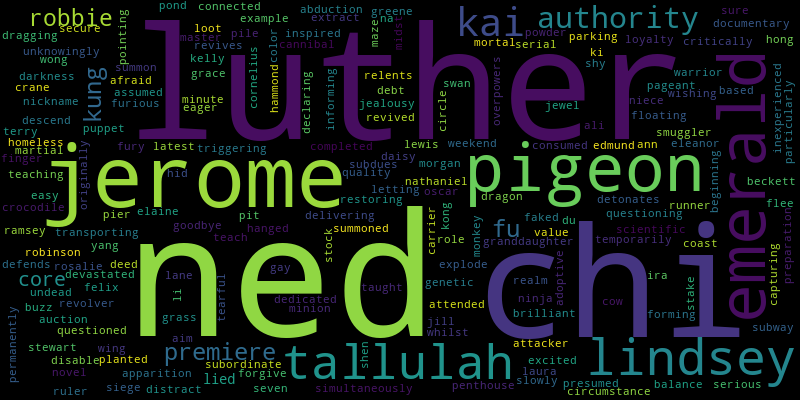 pond connected example abduction greene na
robbie secure loot extract inspired maze kai authority
dragging pointing master pile color cannibal midst powder parking sure documentary
unknowingly revives mortal serial loyalty critically hong
wong kelly summon luther relents overpowers ki
darkness afraid grace cornelius hammond debt swan shy warrior pageant based
crane assumed minute declaring informing jealousy circle niece wishing
nickname kung furious eager revived jewel floating emerald inexperienced particularly
descend puppet ali smuggler
terry homeless fury latest triggering completed lewis weekend consumed edmund ann eleanor
martial originally jerome hid subdues daisy morgan pigeon
finger quality letting nathaniel beckett
teaching restoring oscar dragon runner beginning flee
easy
crocodile pier elaine pit delivering kong detonates questioning
ramsey goodbye hanged summoned carrier monkey fu faked du scientific preparation
transporting yang teach stock role granddaughter value temporarily coast
robinson ned chi
defends rosalie deed lane gay taught genetic explode realm adoptive ira capturing
core devastated tearful dedicated ninja cow stake
undead felix li minion attended brilliant forming
buzz revolver grass jill
auction questioned aim whilst attacker subway
permanently stewart wing premiere shen tallulah excited lindsey
disable planted subordinate laura
novel apparition lied forgive slowly presumed balance serious
ruler siege distract seven simultaneously penthouse circumstance